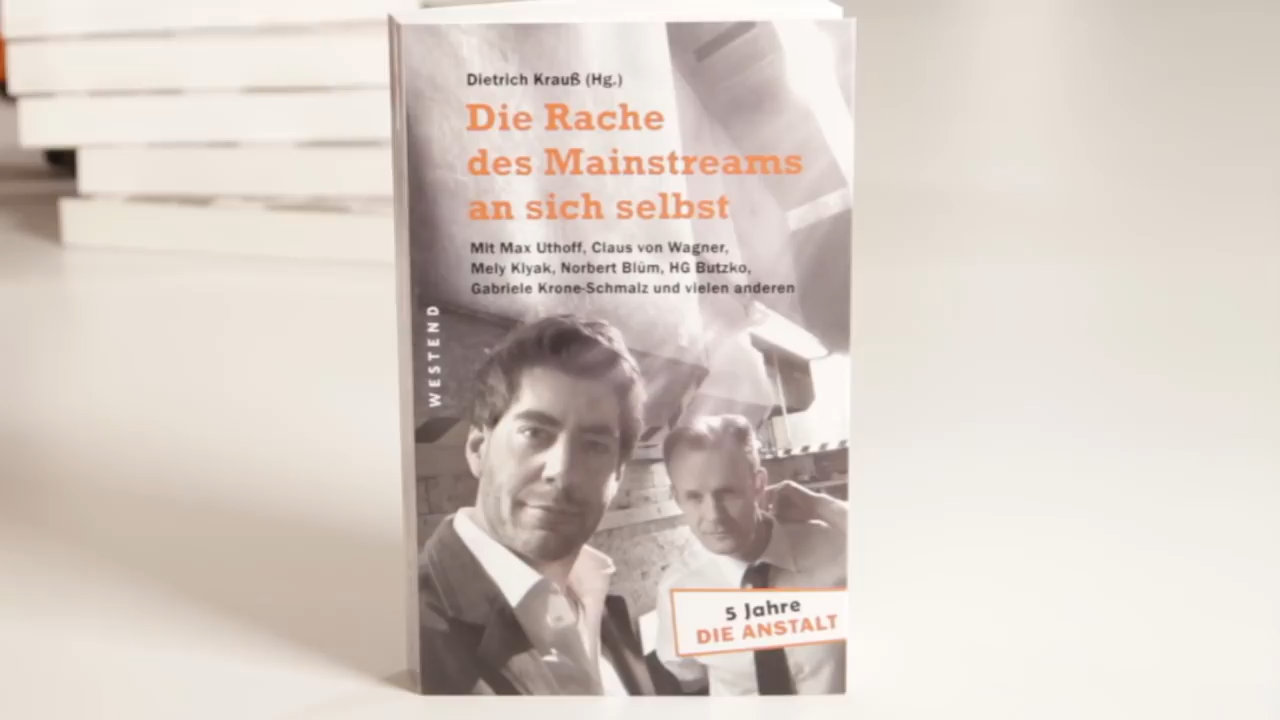 Dietrich Krauß (Hg.)
Die Rache
des Mainstreams
an sich selbst
Mit Max Uthoff, Claus von Wagner,
Mely Kiyak, Norbert Blüm, HG Butzko,
Gabriele Krone-Schmalz und vielen anderen
WESTEND
5 Jahre
DIE ANSTALT